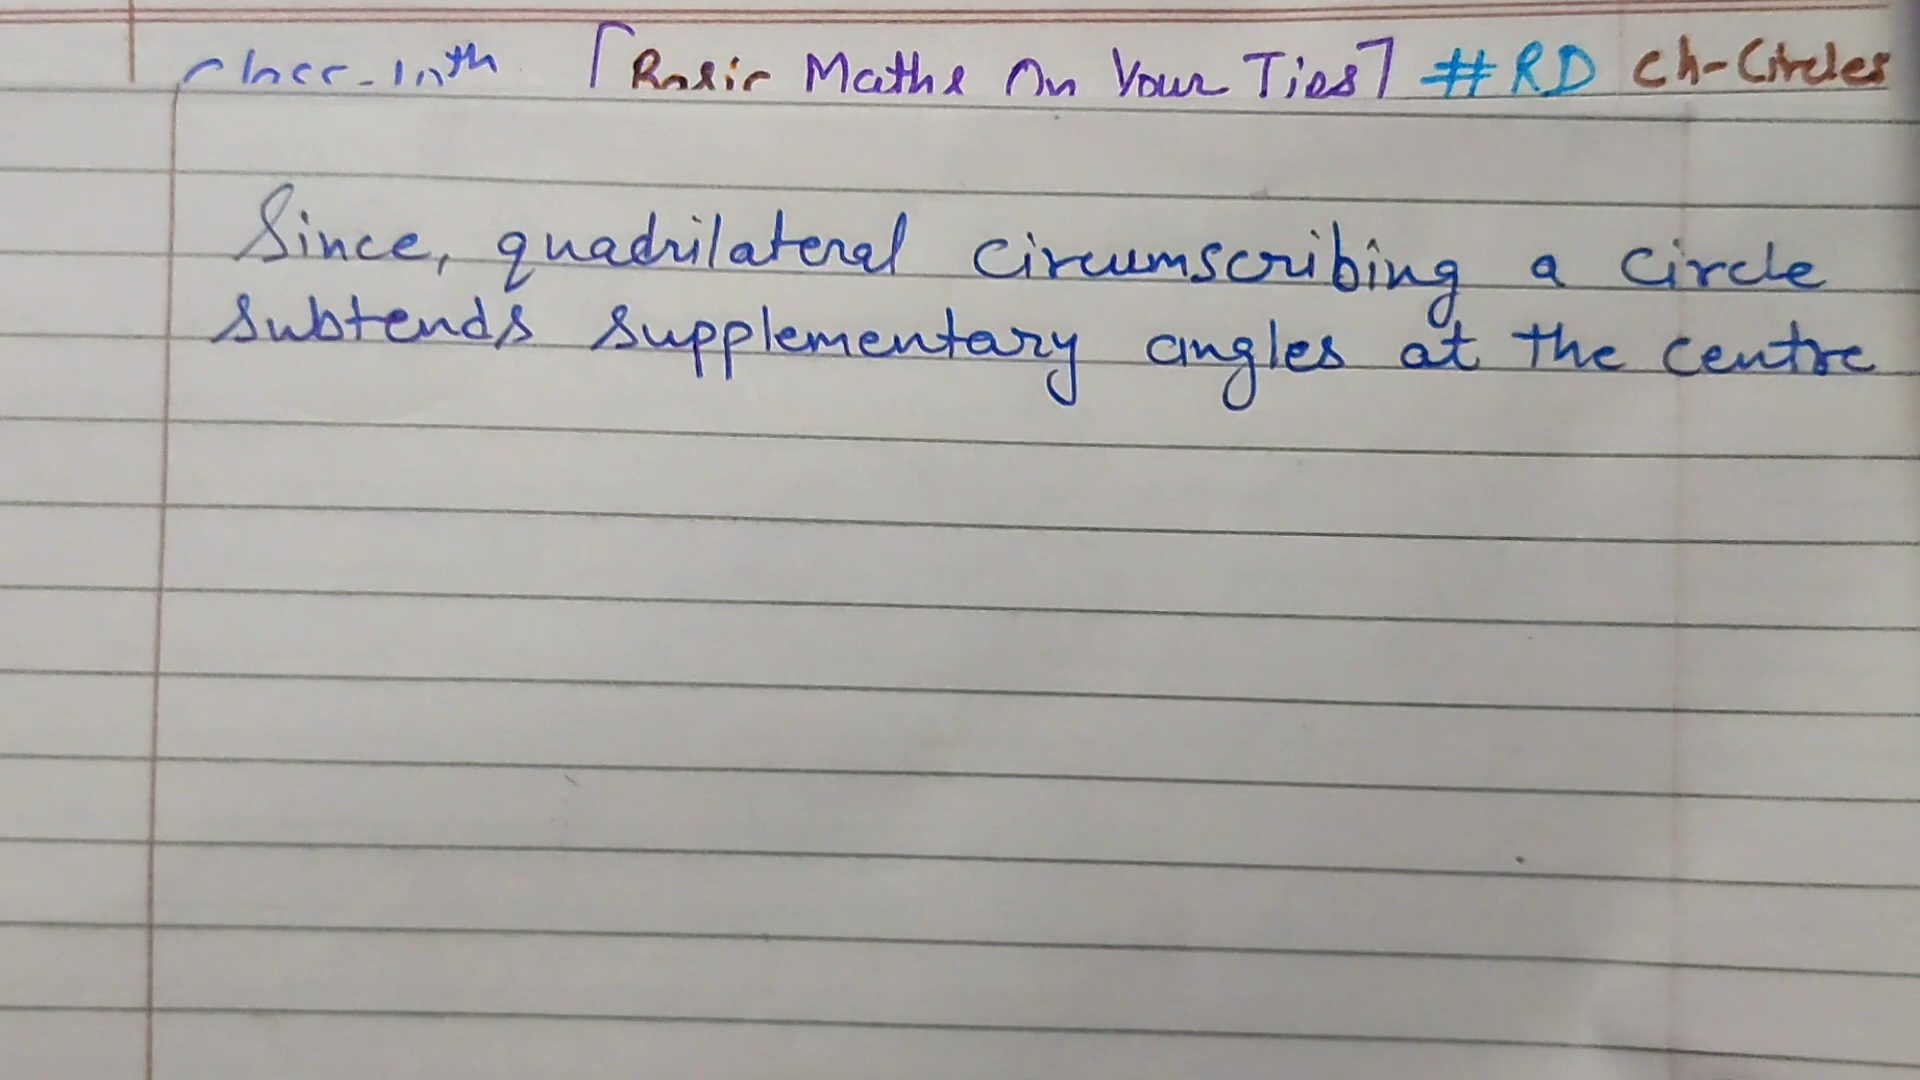 Class-10th [Basic Maths On Your Tips] #RD Ch-Circles
Since, quadrilateral circumscribing a circle
subtends supplementary angles at the centre